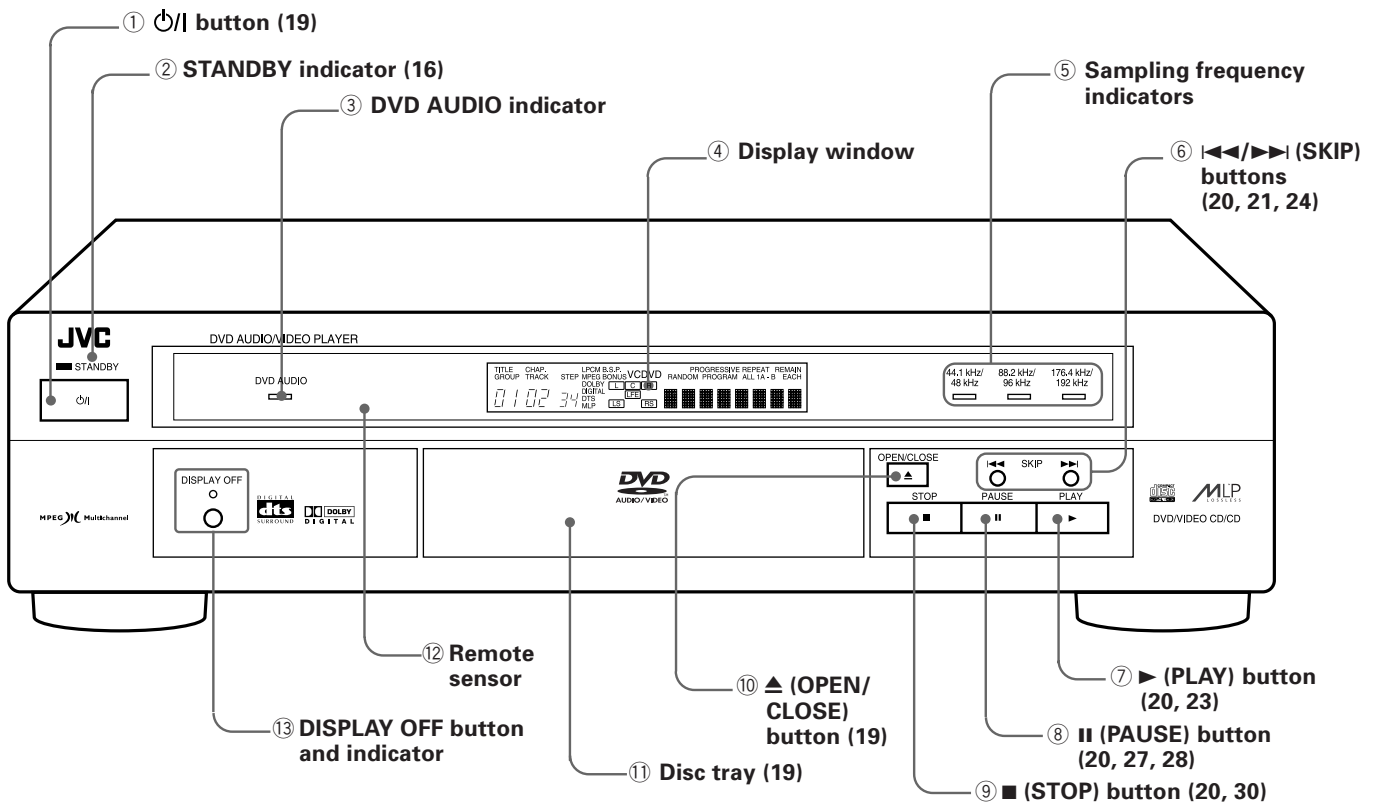 ① ⏻/I button (19)
② STANDBY indicator (16)
③ DVD AUDIO indicator
④ Display window
⑤ Sampling frequency
indicators
⑥ |◄◄/►►| (SKIP)
buttons
(20, 21, 24)
JVC
STANDBY
⏻/I
DVD AUDIO/VIDEO PLAYER
DVD AUDIO
TITLE CHAP. LPCM B.S.P. PROGRESSIVE REPEAT REMAIN
GROUP TRACK STEP MPEG BONUS VCDVD RANDOM PROGRAM ALL 1 A - B EACH
DOLBY L C R
DIGITAL LFE
01 02 34 DTS
MLP LS RS
44.1 kHz/ 88.2 kHz/ 176.4 kHz/
48 kHz 96 kHz 192 kHz
MPEG Multichannel
DISPLAY OFF
DIGITAL
dts
SURROUND
DOLBY
DIGITAL
DVD
AUDIO/VIDEO
OPEN/CLOSE
▲
|◄◄ SKIP ►►|
STOP PAUSE PLAY
■ II ►
COMPACT
disc
MLP
LOSSLESS
DVD/VIDEO CD/CD
⑦ ► (PLAY) button
(20, 23)
⑧ II (PAUSE) button
(20, 27, 28)
⑨ ■ (STOP) button (20, 30)
⑩ ▲ (OPEN/
CLOSE)
button (19)
⑪ Disc tray (19)
⑫ Remote
sensor
⑬ DISPLAY OFF button
and indicator